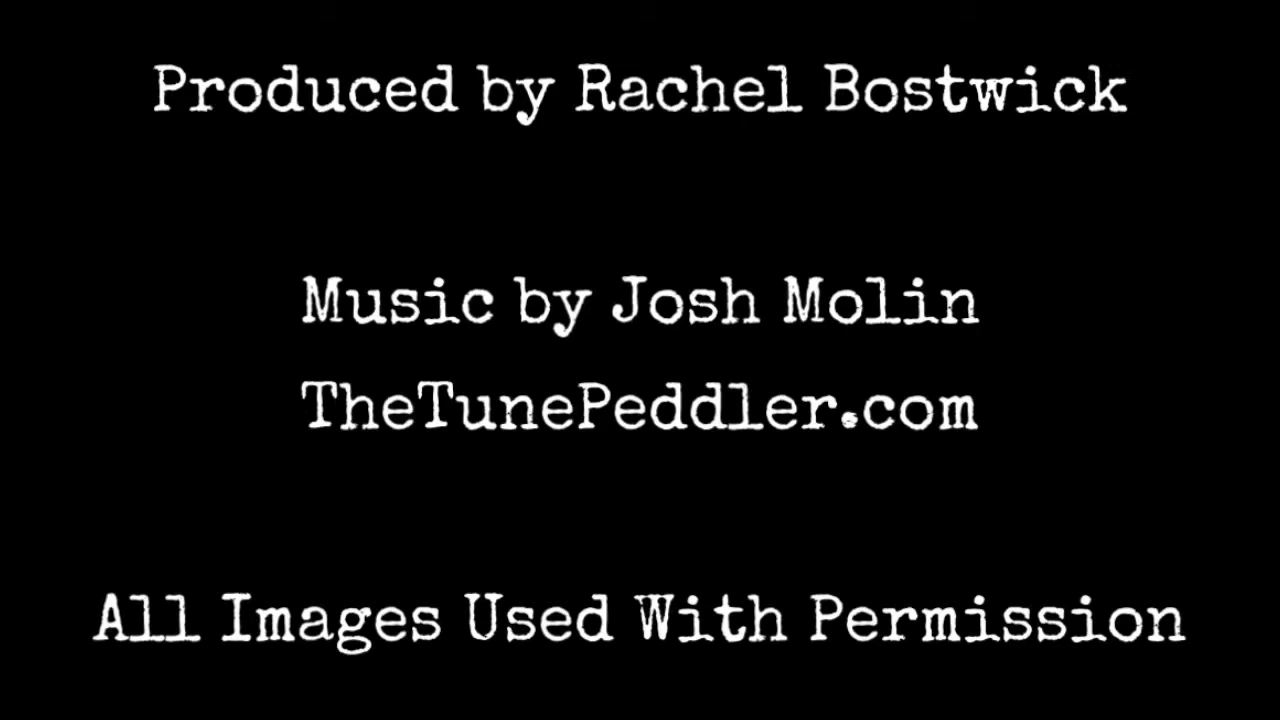 Produced by Rachel Bostwick
Music by Josh Molin
TheTunePeddler.com
All Images Used With Permission